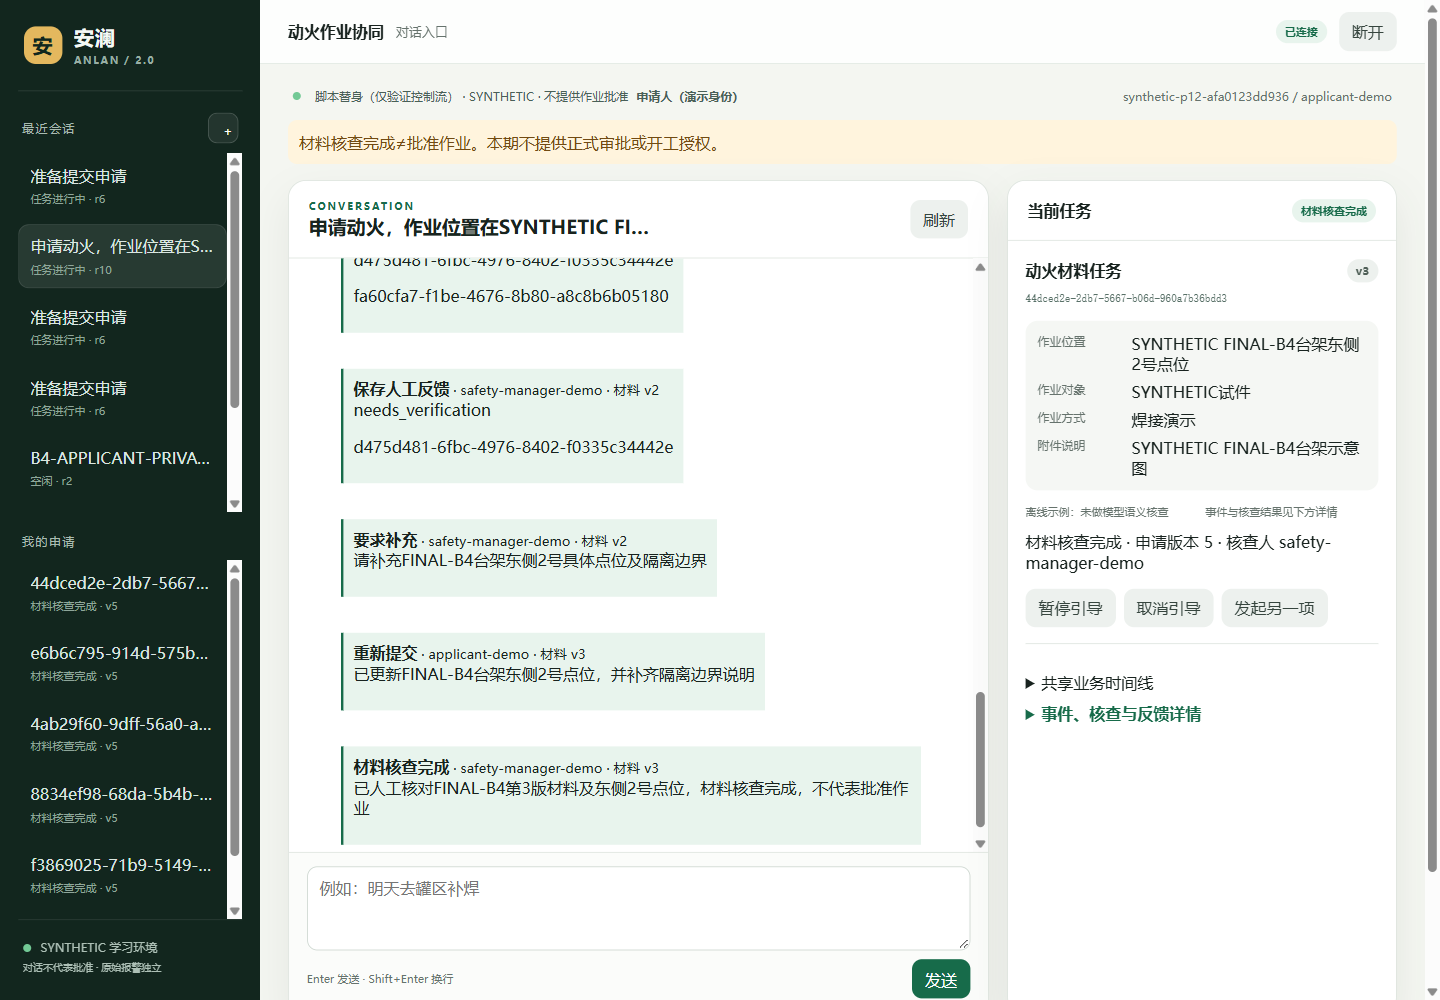 安
安澜
ANLAN / 2.0
最近会话
+
准备提交申请
任务进行中 · r6
申请动火，作业位置在S...
任务进行中 · r10
准备提交申请
任务进行中 · r6
准备提交申请
任务进行中 · r6
B4-APPLICANT-PRIVA...
空闲 · r2
我的申请
44dced2e-2db7-5667...
材料核查完成 · v5
e6b6c795-914d-575b...
材料核查完成 · v5
4ab29f60-9dff-56a0-a...
材料核查完成 · v5
8834ef98-68da-5b4b-...
材料核查完成 · v5
f3869025-71b9-5149-...
材料核查完成 · v5
SYNTHETIC 学习环境
对话不代表批准 · 原始报警独立
动火作业协同 对话入口
已连接
断开
脚本替身（仅验证控制流） · SYNTHETIC · 不提供作业批准 申请人（演示身份）
synthetic-p12-afa0123dd936 / applicant-demo
材料核查完成≠批准作业。本期不提供正式审批或开工授权。
CONVERSATION
申请动火，作业位置在SYNTHETIC FI...
刷新
d475d481-6fbc-4976-8402-f0335c34442e
fa60cfa7-f1be-4676-8b80-a8c8b6b05180
保存人工反馈 · safety-manager-demo · 材料 v2
needs_verification
d475d481-6fbc-4976-8402-f0335c34442e
要求补充 · safety-manager-demo · 材料 v2
请补充FINAL-B4台架东侧2号具体点位及隔离边界
重新提交 · applicant-demo · 材料 v3
已更新FINAL-B4台架东侧2号点位，并补齐隔离边界说明
材料核查完成 · safety-manager-demo · 材料 v3
已人工核对FINAL-B4第3版材料及东侧2号点位，材料核查完成，不代表批准作
业
例如：明天去罐区补焊
Enter 发送 · Shift+Enter 换行
发送
当前任务
材料核查完成
动火材料任务
v3
44dced2e-2db7-5667-b06d-960a7b36bdd3
作业位置 SYNTHETIC FINAL-B4台架东侧
2号点位
作业对象 SYNTHETIC试件
作业方式 焊接演示
附件说明 SYNTHETIC FINAL-B4台架示意
图
离线示例：未做模型语义核查 事件与核查结果见下方详情
材料核查完成 · 申请版本 5 · 核查人 safety-
manager-demo
暂停引导
取消引导
发起另一项
共享业务时间线
事件、核查与反馈详情